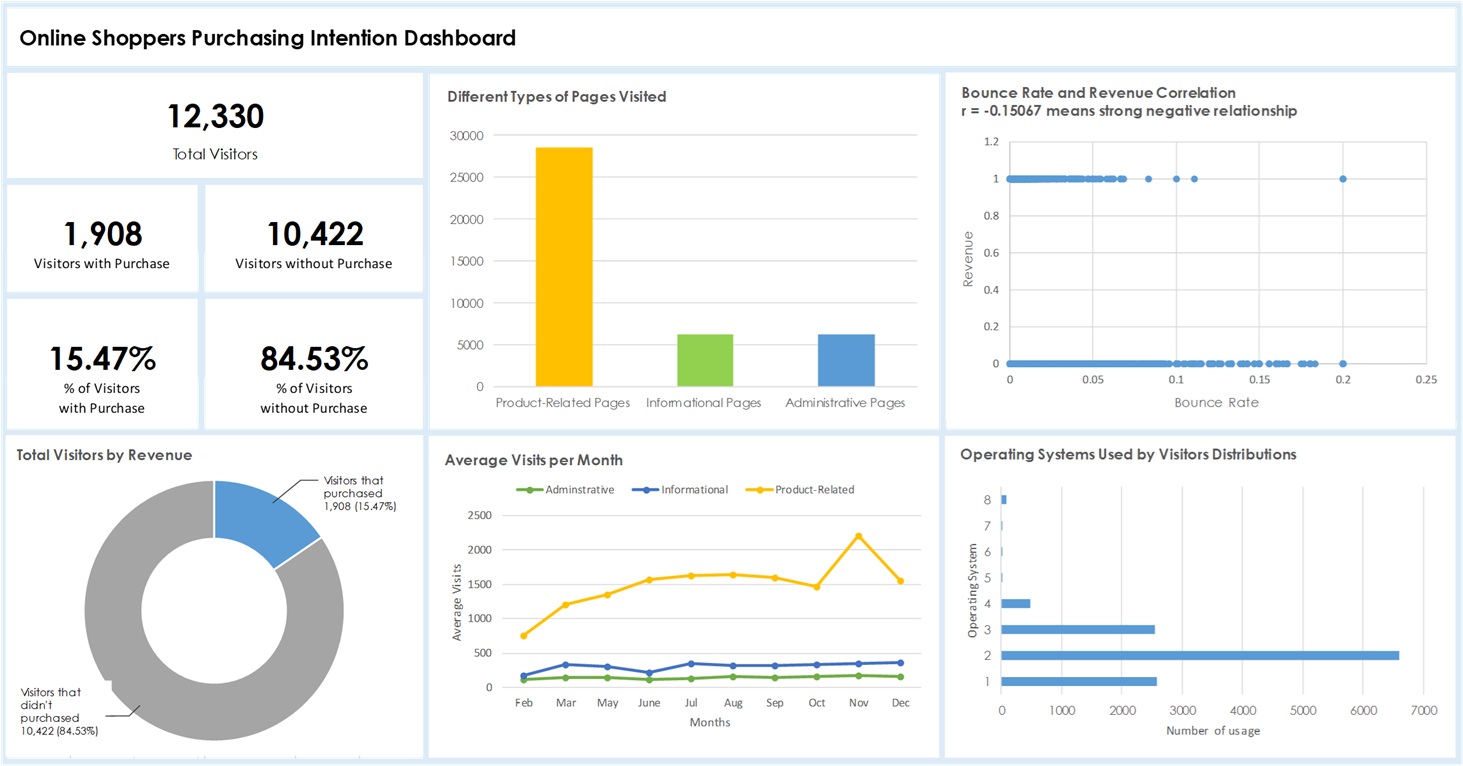 Online Shoppers Purchasing Intention Dashboard
12,330
Total Visitors
1,908
Visitors with Purchase
10,422
Visitors without Purchase
15.47%
% of Visitors
with Purchase
84.53%
% of Visitors
without Purchase
Different Types of Pages Visited
30000
25000
20000
15000
10000
5000
0
Product-Related Pages Informational Pages Administrative Pages
Bounce Rate and Revenue Correlation
r = -0.15067 means strong negative relationship
1.2
1
0.8
0.6
0.4
0.2
0
Revenue
0 0.05 0.1 0.15 0.2 0.25
Bounce Rate
Total Visitors by Revenue
Visitors that
purchased
1,908 (15.47%)
Visitors that
didn't
purchased
10,422 (84.53%)
Average Visits per Month
Adminstrative Informational Product-Related
2500
2000
1500
1000
500
0
Average Visits
Feb Mar May June Jul Aug Sep Oct Nov Dec
Months
Operating Systems Used by Visitors Distributions
8
7
6
5
4
3
2
1
Operating System
0 1000 2000 3000 4000 5000 6000 7000
Number of usage